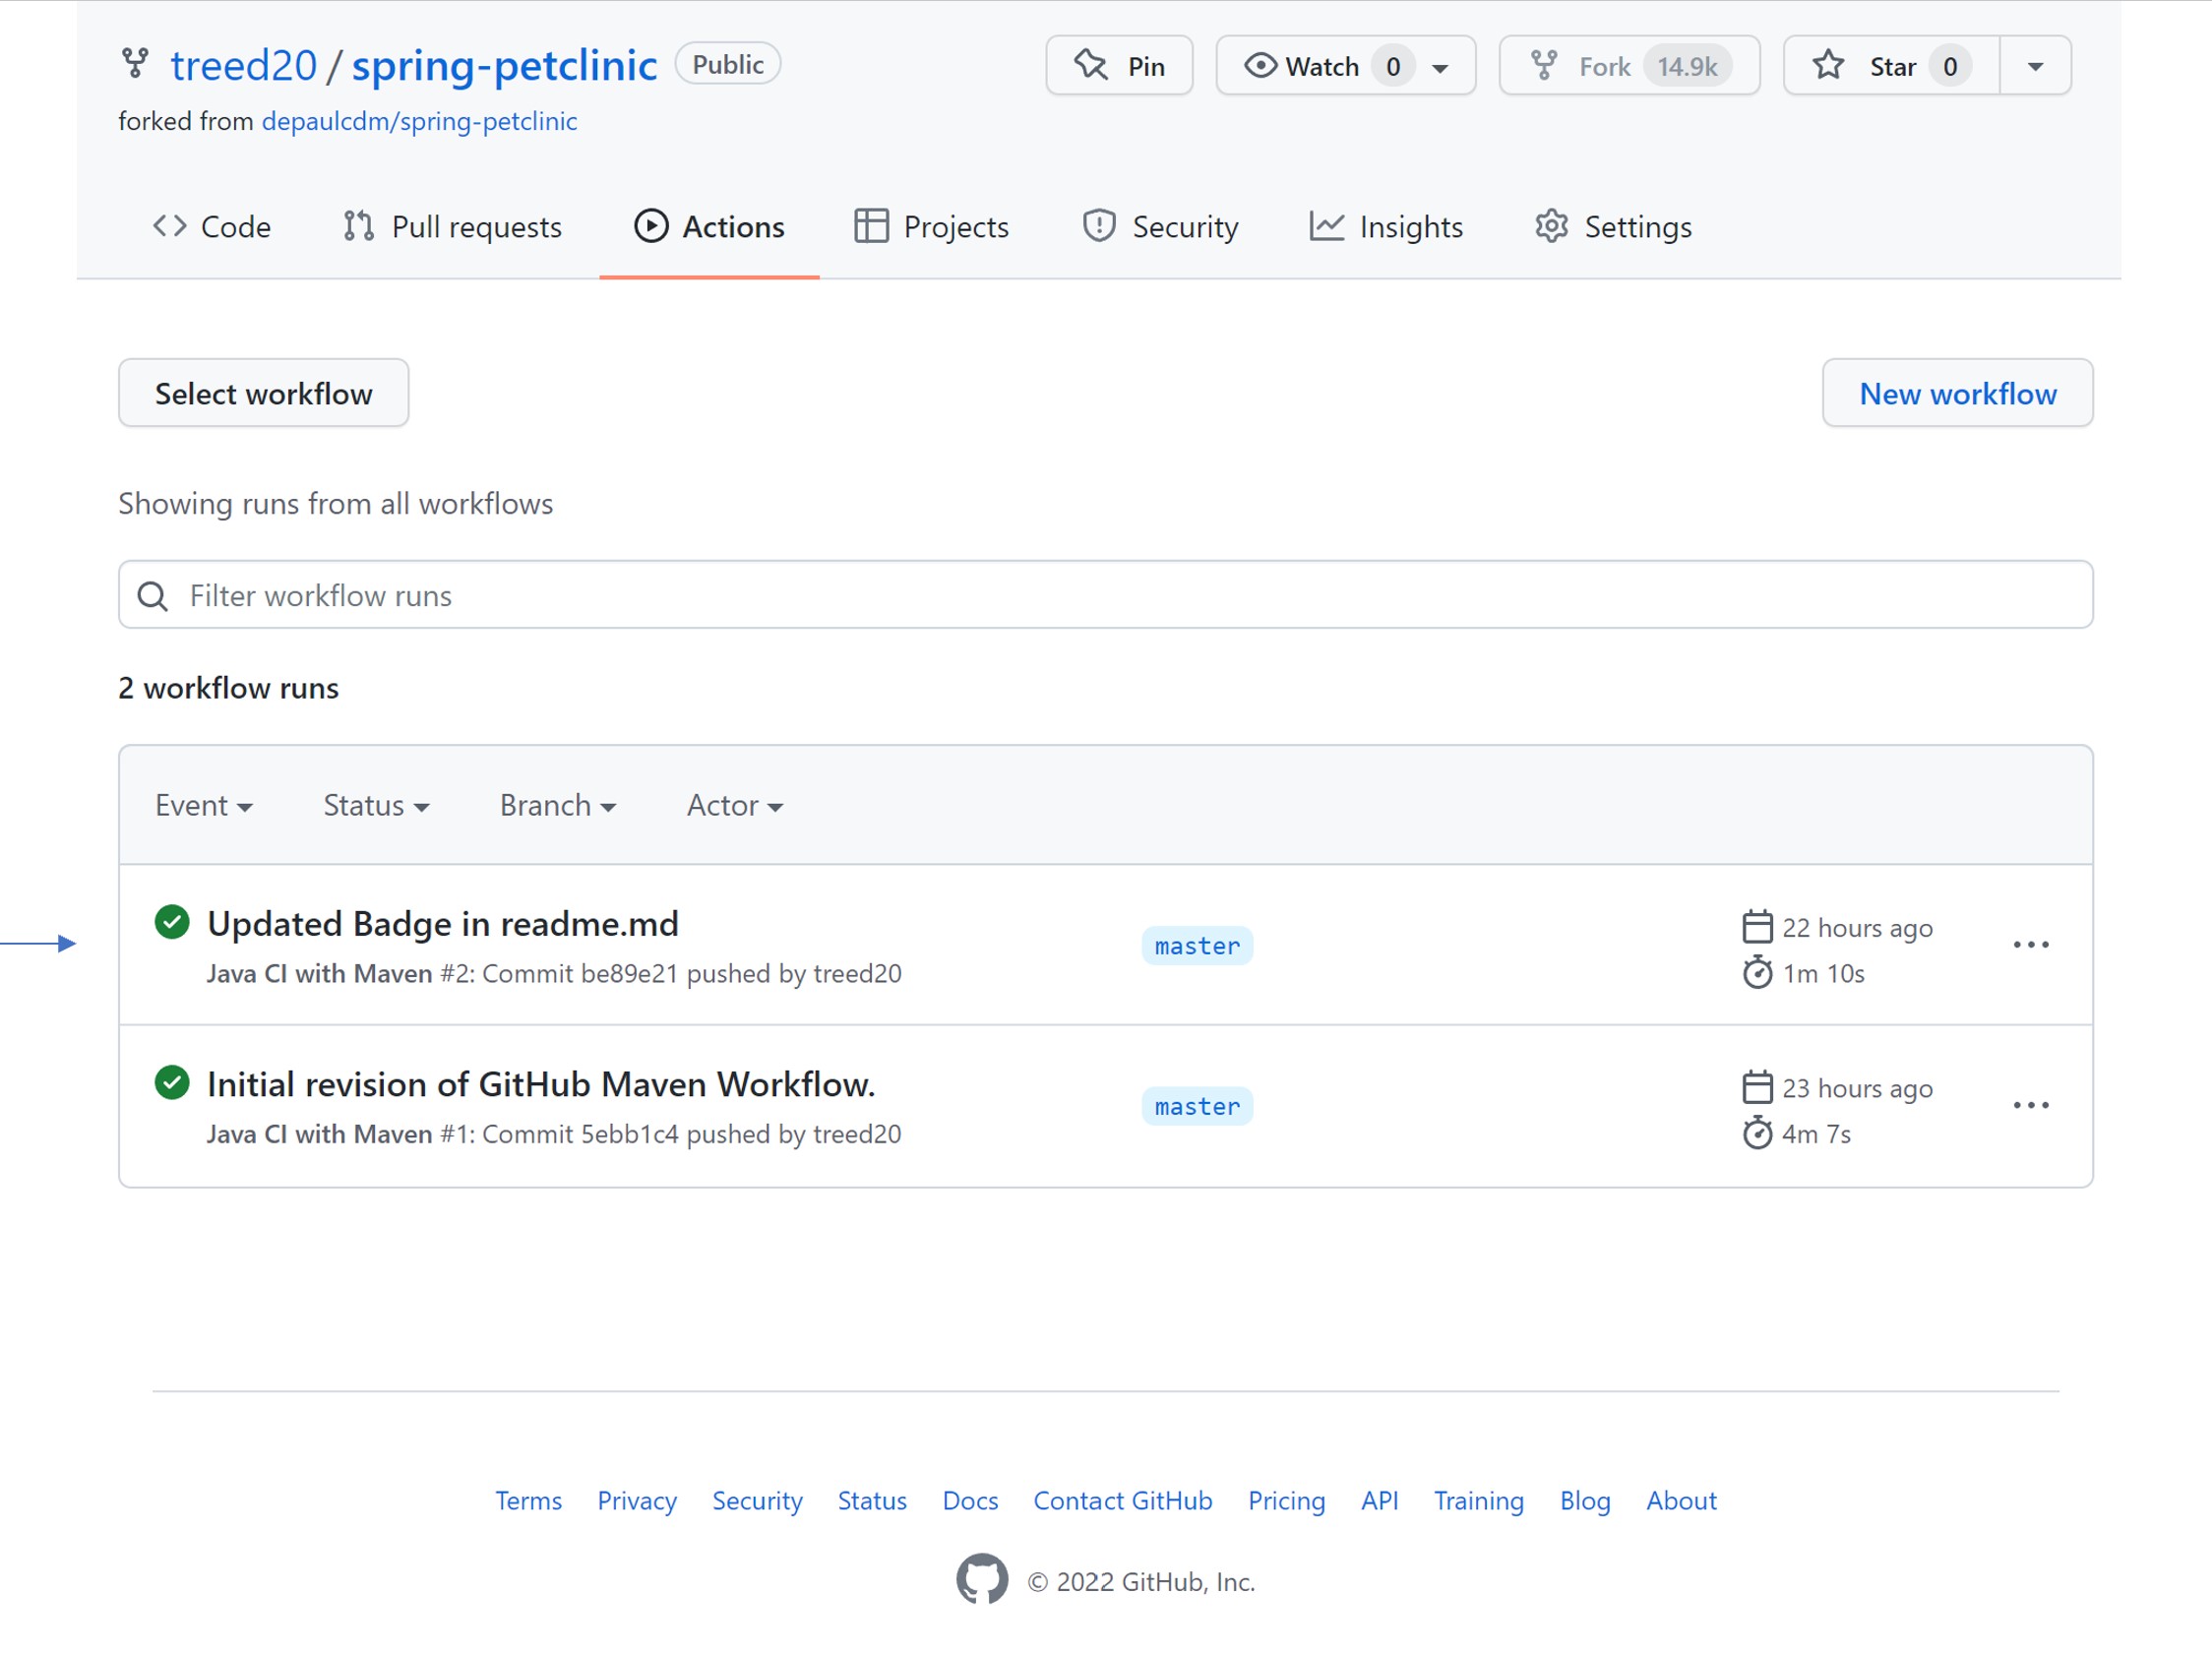 treed20 / spring-petclinic Public Pin Watch 0 Fork 14.9k Star 0
forked from depaulcdm/spring-petclinic
Code Pull requests Actions Projects Security Insights Settings
Select workflow New workflow
Showing runs from all workflows
Filter workflow runs
2 workflow runs
Event Status Branch Actor
Updated Badge in readme.md master 22 hours ago
Java CI with Maven #2: Commit be89e21 pushed by treed20 1m 10s
Initial revision of GitHub Maven Workflow. master 23 hours ago
Java CI with Maven #1: Commit 5ebb1c4 pushed by treed20 4m 7s
Terms Privacy Security Status Docs Contact GitHub Pricing API Training Blog About
© 2022 GitHub, Inc.